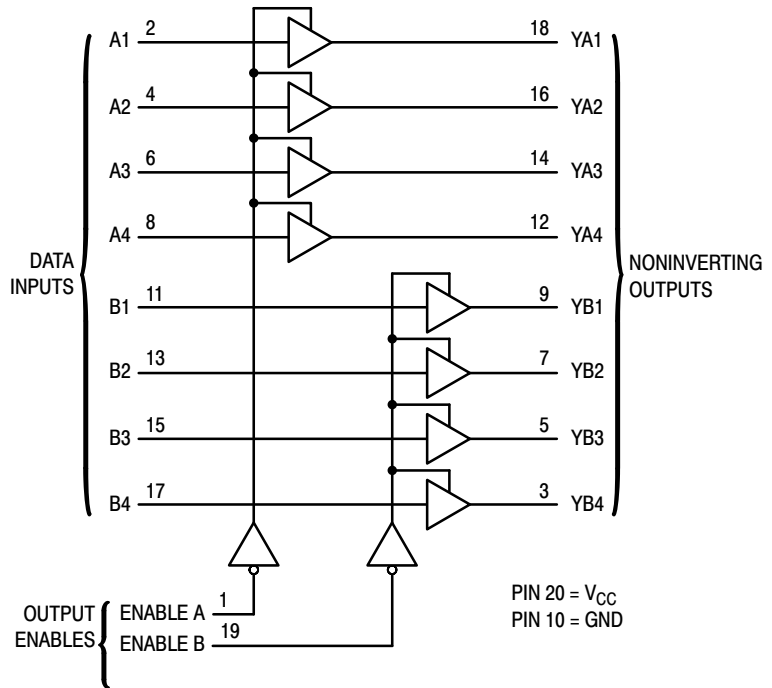 A1 2 18 YA1
A2 4 16 YA2
A3 6 14 YA3
A4 8 12 YA4
DATA
INPUTS
NONINVERTING
OUTPUTS
B1 11 9 YB1
B2 13 7 YB2
B3 15 5 YB3
B4 17 3 YB4
OUTPUT
ENABLES
ENABLE A 1
ENABLE B 19
PIN 20 = VCC
PIN 10 = GND